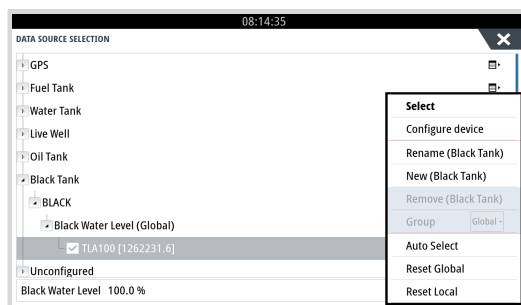 08:14:35
DATA SOURCE SELECTION
GPS
Fuel Tank
Water Tank
Live Well
Oil Tank
Black Tank
BLACK
Black Water Level (Global)
TLA100 [1262231.6]
Unconfigured
Black Water Level 100.0 %
Select
Configure device
Rename (Black Tank)
New (Black Tank)
Remove (Black Tank)
Group Global -
Auto Select
Reset Global
Reset Local